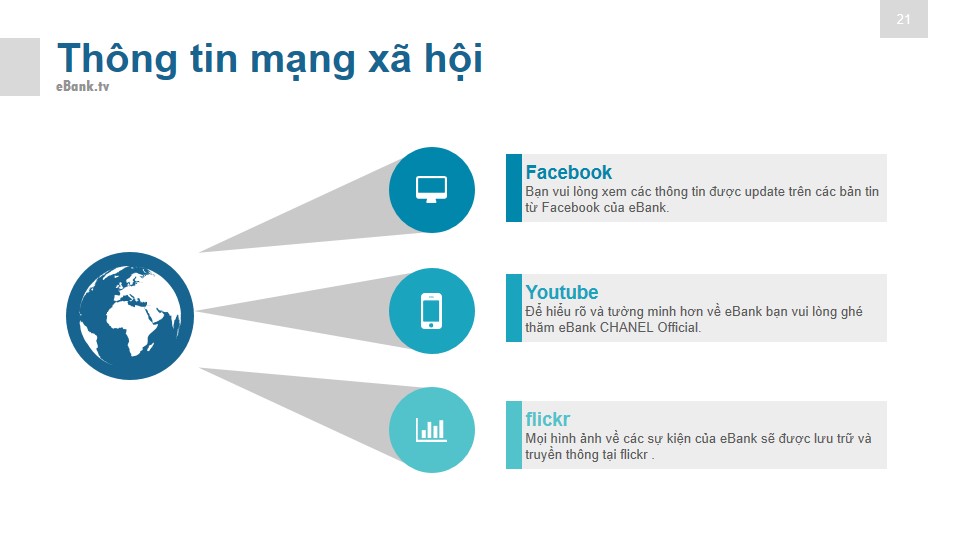 21
Thông tin mạng xã hội
eBank.tv
Facebook
Bạn vui lòng xem các thông tin được update trên các bản tin
từ Facebook của eBank.
Youtube
Để hiểu rõ và tường minh hơn về eBank bạn vui lòng ghé
thăm eBank CHANEL Official.
flickr
Mọi hình ảnh về các sự kiện của eBank sẽ được lưu trữ và
truyền thông tại flickr .